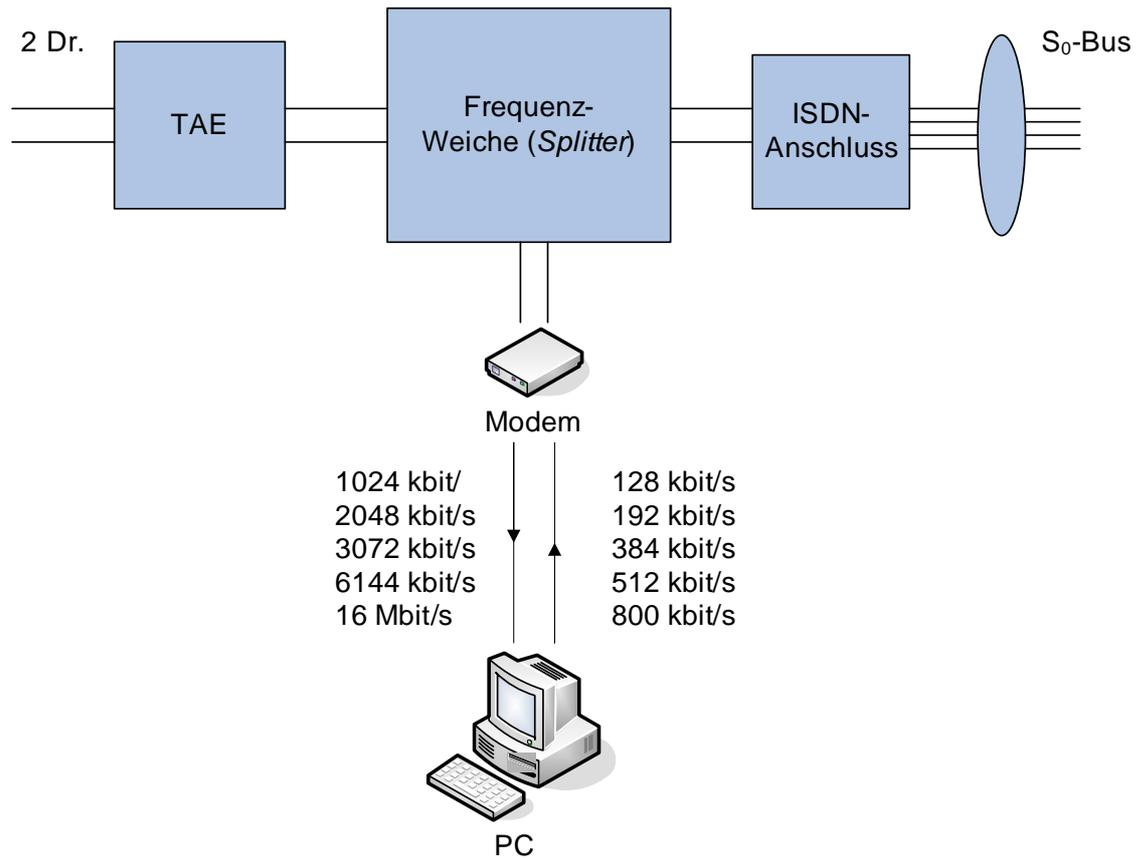 2 Dr.
TAE
Frequenz-
Weiche (Splitter)
ISDN-
Anschluss
S₀-Bus
Modem
1024 kbit/
2048 kbit/s
3072 kbit/s
6144 kbit/s
16 Mbit/s
128 kbit/s
192 kbit/s
384 kbit/s
512 kbit/s
800 kbit/s
PC